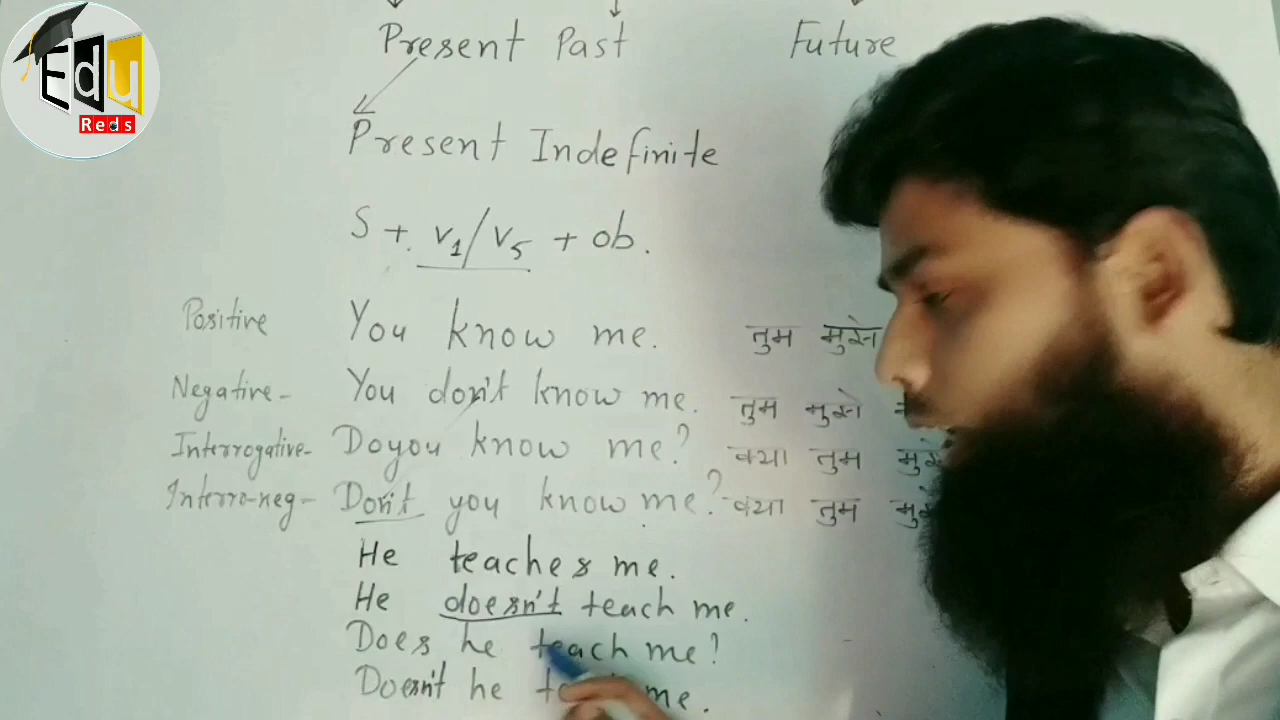 Edu
Reds
Present Past Future
Present Indefinite
S + V1/V5 + ob.
Positive You know me. तुम मुझे
Negative- You don't know me. तुम मुझे
Interrogative- Do you know me? क्या तुम
Interro-neg- Don't you know me? क्या तुम
He teaches me.
He doesn't teach me.
Does he teach me?
Doesn't he me.